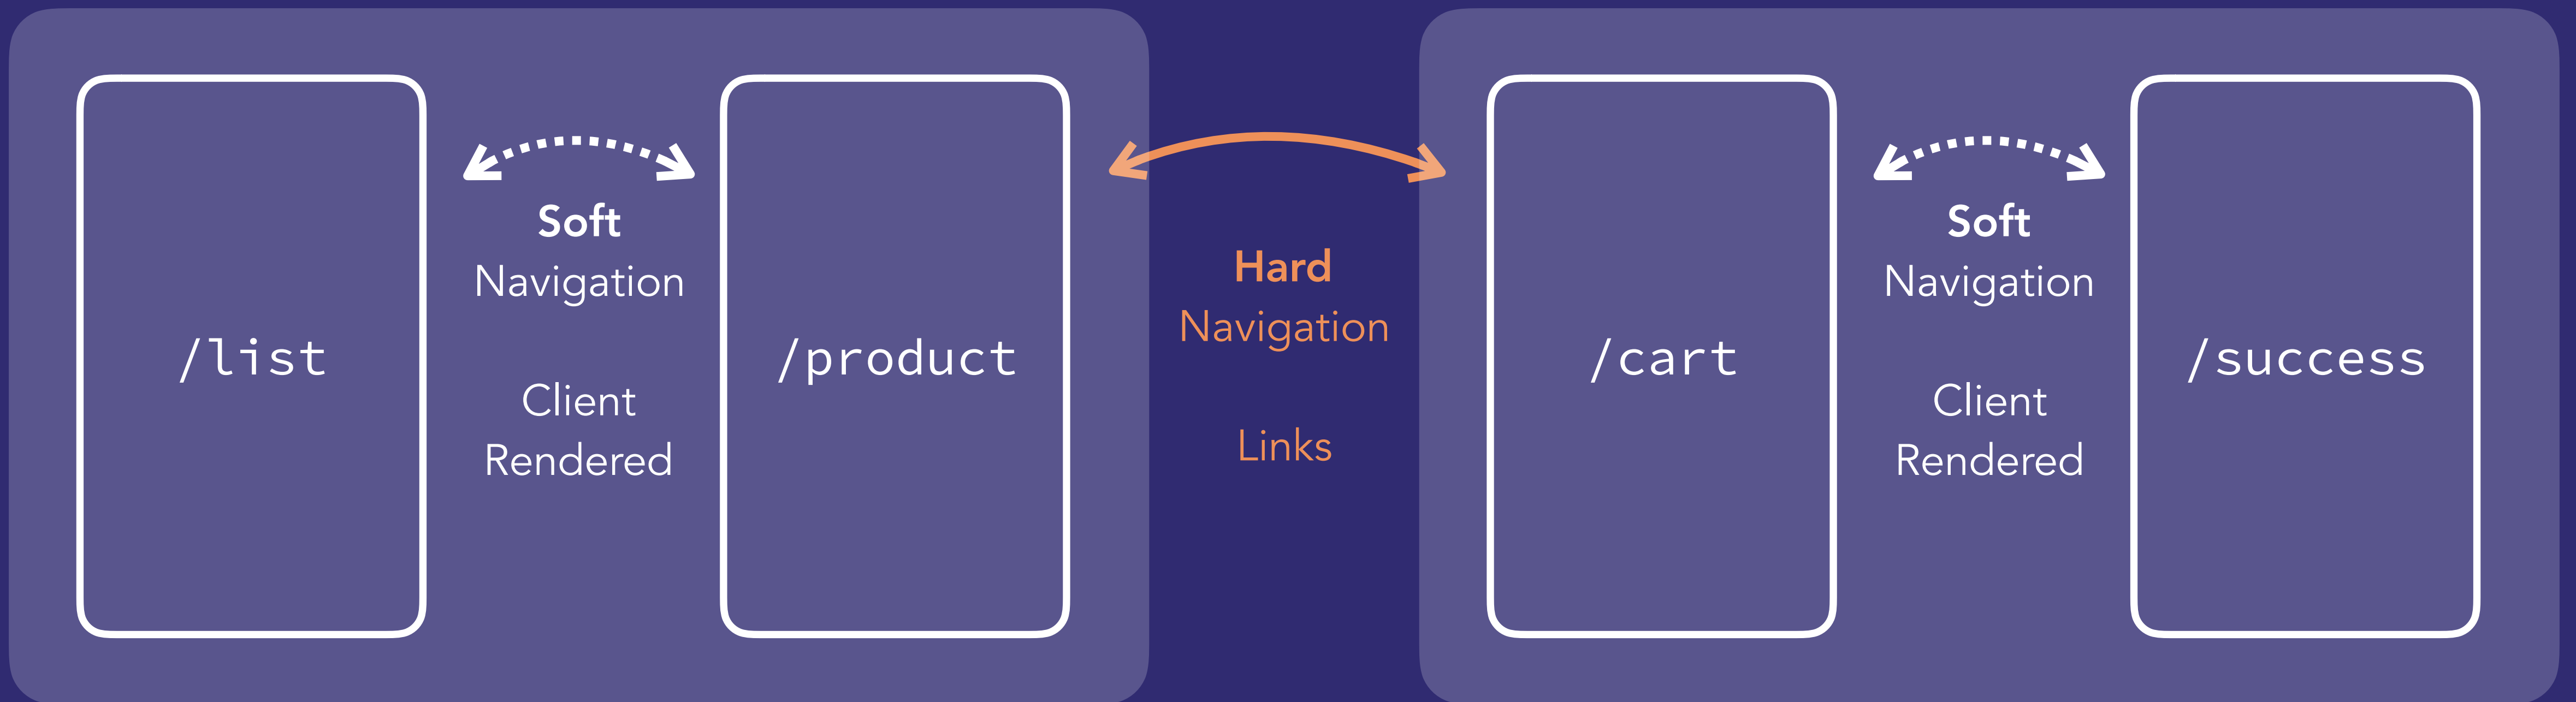 /list
Soft
Navigation
Client
Rendered
/product
Hard
Navigation
Links
/cart
Soft
Navigation
Client
Rendered
/success